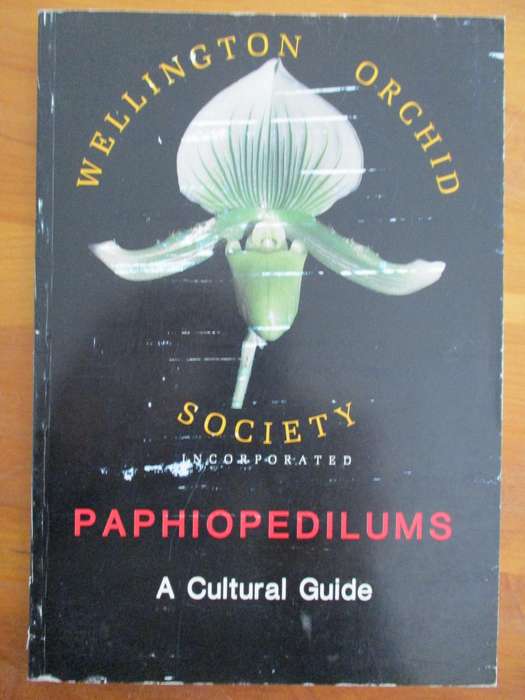 WELLINGTON ORCHID
SOCIETY
INCORPORATED
PAPHIOPEDILUMS
A Cultural Guide